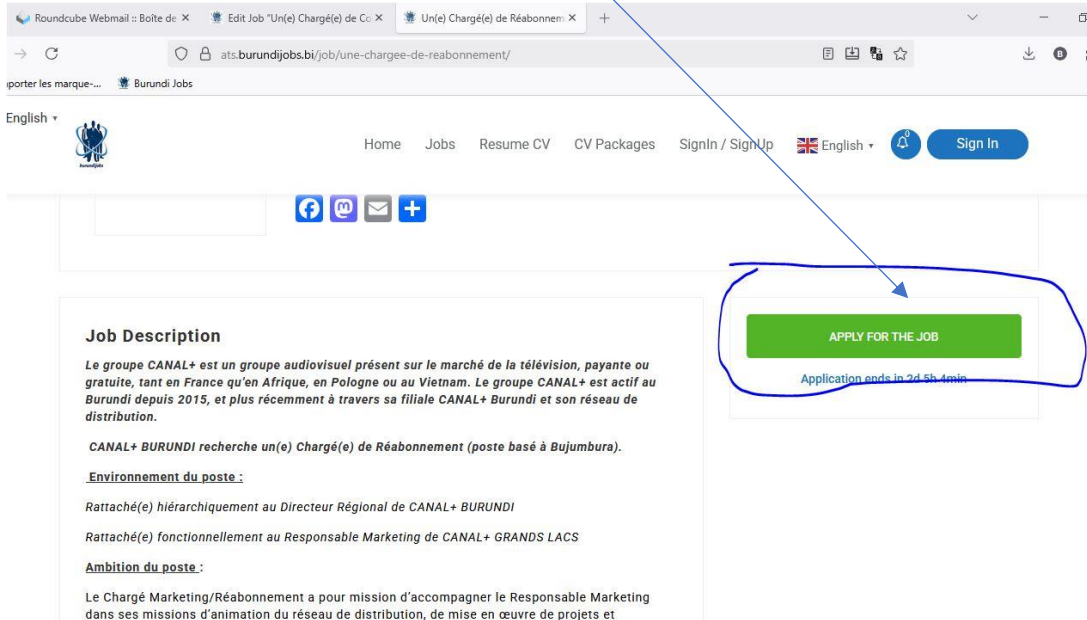 Roundcube Webmail :: Boîte de
Edit Job "Un(e) Chargé(e) de Co
Un(e) Chargé(e) de Réabonnem
ats.burundijobs.bi/job/une-chargee-de-reabonnement/
B
porter les marque-...
Burundi Jobs
English
burundijobs
Home
Jobs
Resume CV
CV Packages
SignIn / SignUp
English
0
Sign In
Job Description
Le groupe CANAL+ est un groupe audiovisuel présent sur le marché de la télévision, payante ou
gratuite, tant en France qu'en Afrique, en Pologne ou au Vietnam. Le groupe CANAL+ est actif au
Burundi depuis 2015, et plus récemment à travers sa filiale CANAL+ Burundi et son réseau de
distribution.
CANAL+ BURUNDI recherche un(e) Chargé(e) de Réabonnement (poste basé à Bujumbura).
Environnement du poste :
Rattaché(e) hiérarchiquement au Directeur Régional de CANAL+ BURUNDI
Rattaché(e) fonctionnellement au Responsable Marketing de CANAL+ GRANDS LACS
Ambition du poste :
Le Chargé Marketing/Réabonnement a pour mission d'accompagner le Responsable Marketing
dans ses missions d'animation du réseau de distribution, de mise en œuvre de projets et
APPLY FOR THE JOB
Application ends in 2d 5h 4min